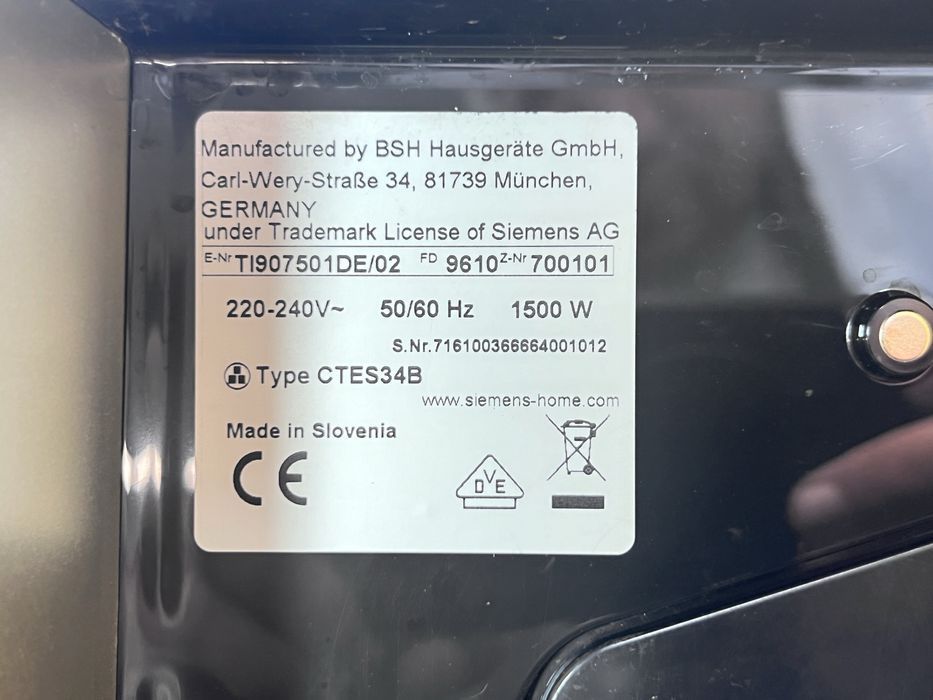 Manufactured by BSH Hausgeräte GmbH,
Carl-Wery-Straße 34, 81739 München,
GERMANY
under Trademark License of Siemens AG
E-Nr TI907501DE/02 FD 9610 Z-Nr 700101
220-240V~ 50/60 Hz 1500 W
S.Nr.716100366664001012
Type CTES34B
www.siemens-home.com
Made in Slovenia
CE
DVE